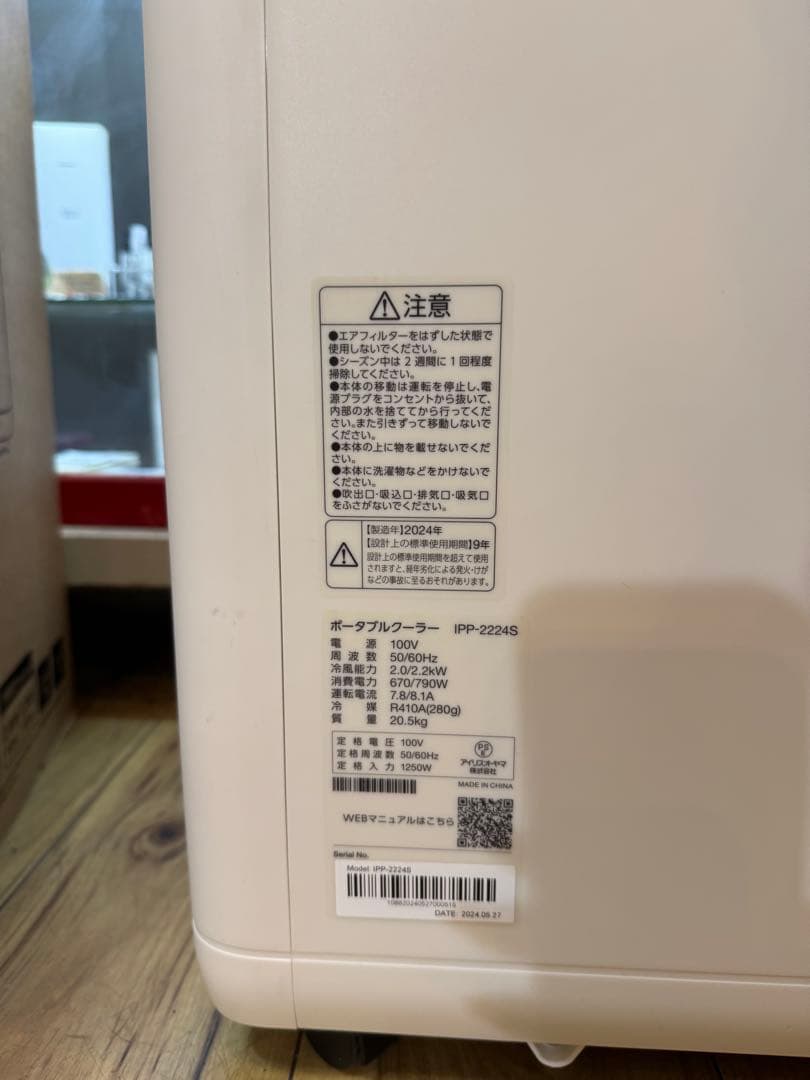 注意
●エアフィルターをはずした状態で
使用しないでください。
●シーズン中は2週間に1回程度
掃除してください。
●本体の移動は運転を停止し、電
源プラグをコンセントから抜いて、
内部の水を捨ててから行ってくだ
さい。また引きずって移動しないで
ください。
●本体の上に物を載せないでくだ
さい。
●本体に洗濯物などをかけないで
ください。
●吹出口・吸込口・排気口・吸気口
をふさがないでください。
【製造年】2024年
【設計上の標準使用期間】9年
設計上の標準使用期間を超えて使用
されますと、経年劣化による発火・けが
などの事故に至るおそれがあります。
ポータブルクーラー IPP-2224S
電源 100V
周波数 50/60Hz
冷風能力 2.0/2.2kW
消費電力 670/790W
運転電流 7.8/8.1A
冷媒 R410A(280g)
質量 20.5kg
定格電圧 100V
定格周波数 50/60Hz
定格入力 1250W
PS
E
アイリスオーヤマ
株式会社
MADE IN CHINA
WEBマニュアルはこちら
Serial No.
Model: IPP-2224S
DATE: 2024.05.27